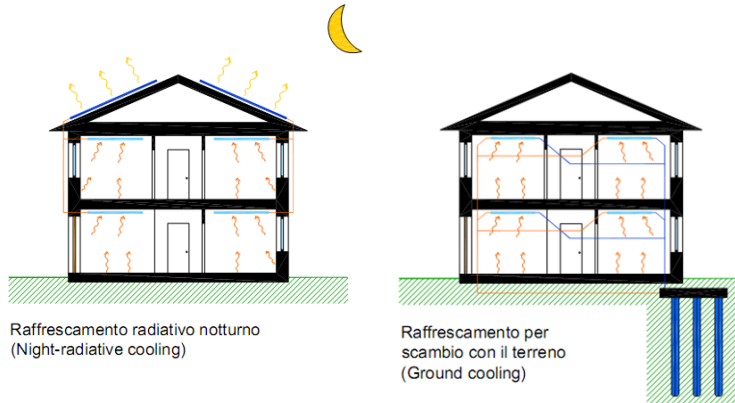 Raffrescamento radiativo notturno
(Night-radiative cooling)
Raffrescamento per
scambio con il terreno
(Ground cooling)